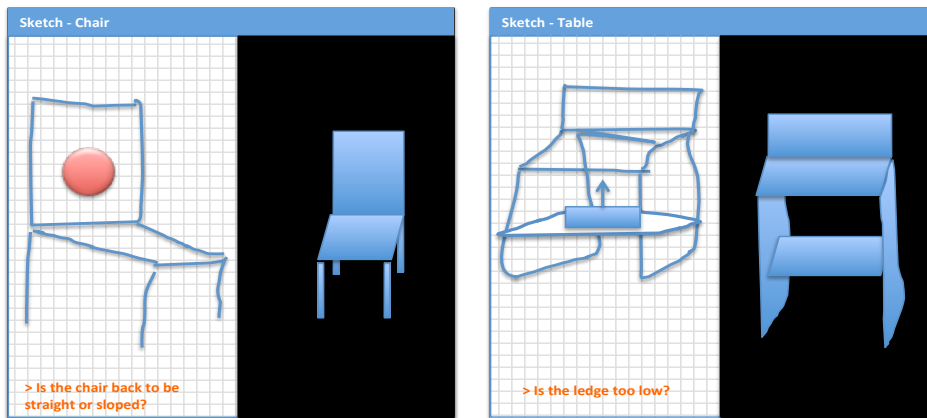 Sketch - Chair
> Is the chair back to be
straight or sloped?
Sketch - Table
> Is the ledge too low?